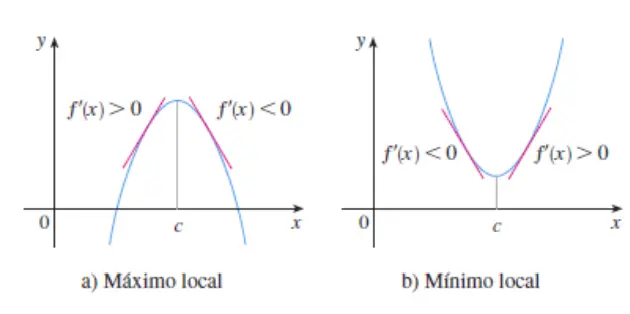 y
f′(x) > 0
f′(x) < 0
0
c
x
a) Máximo local
y
f′(x) < 0
f′(x) > 0
0
c
x
b) Mínimo local